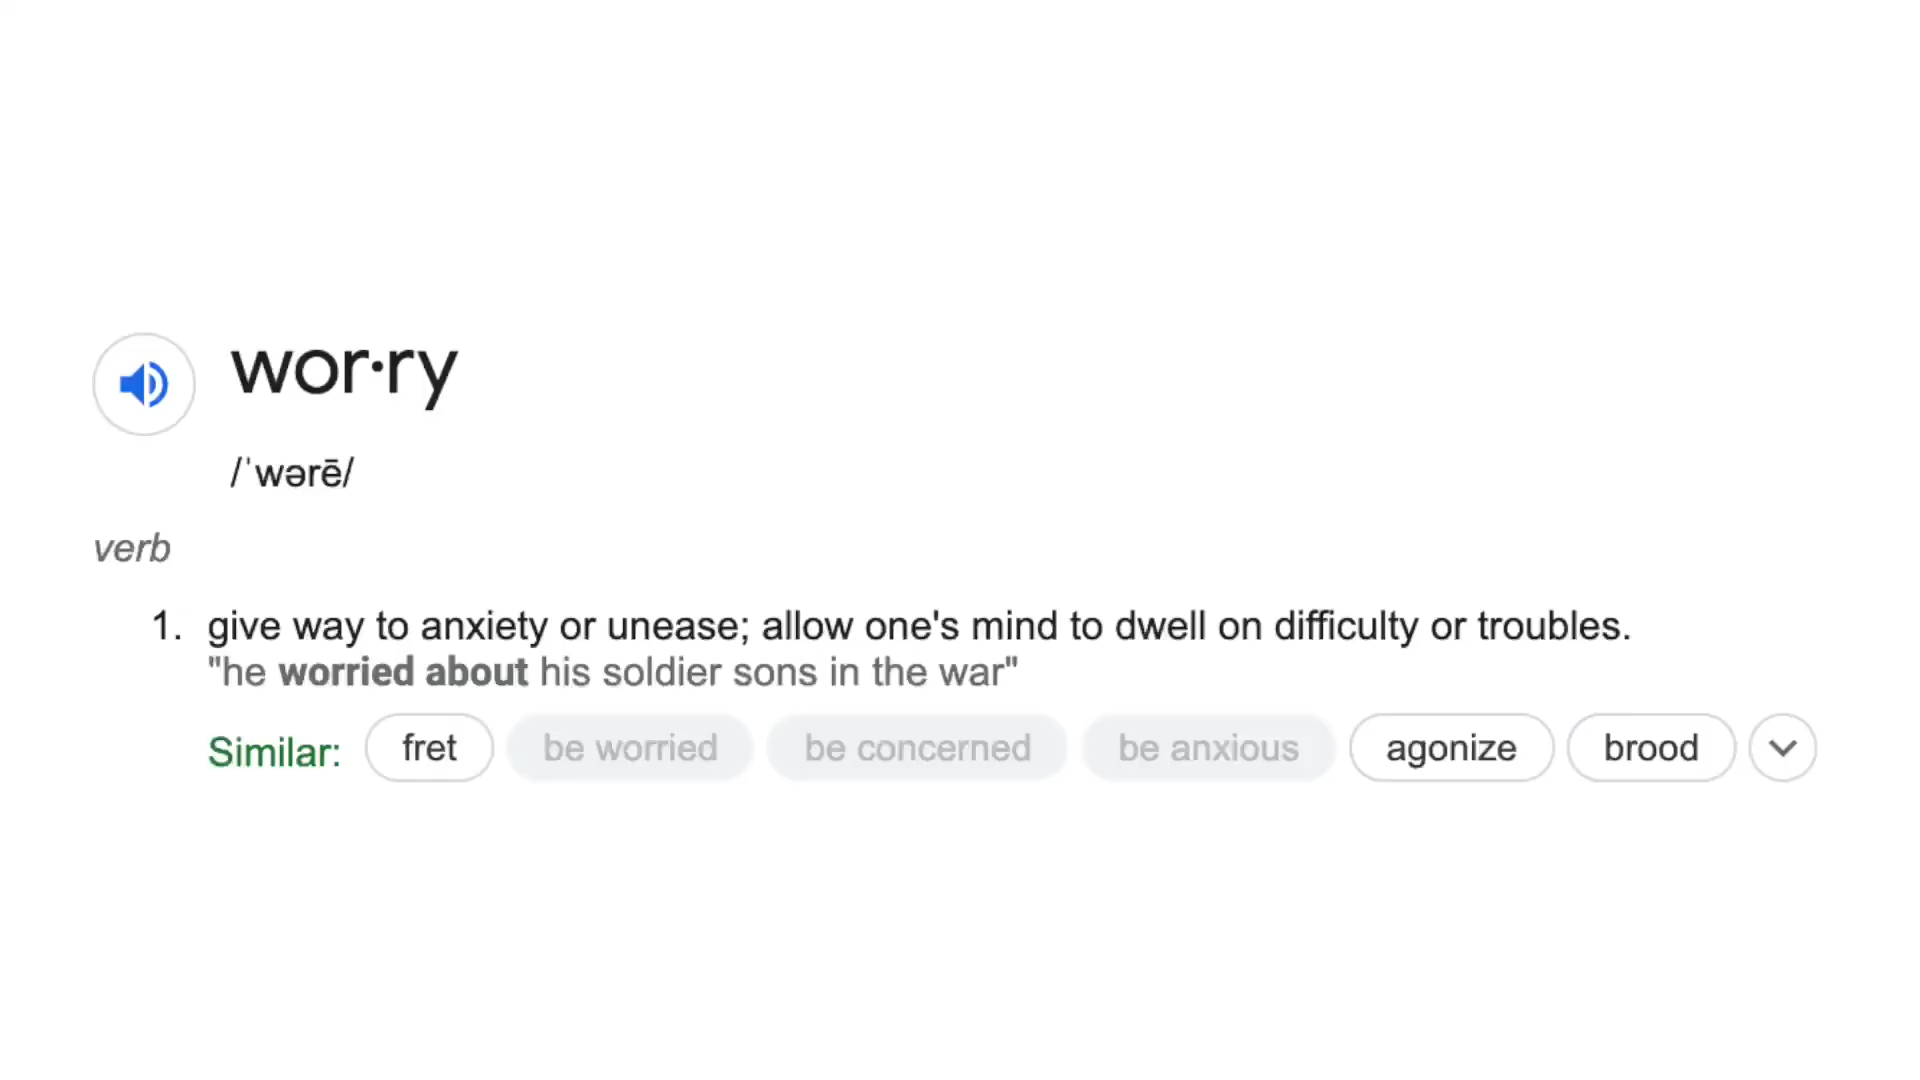 wor·ry
/ˈwərē/
verb
1. give way to anxiety or unease; allow one's mind to dwell on difficulty or troubles.
"he worried about his soldier sons in the war"
Similar: fret be worried be concerned be anxious agonize brood